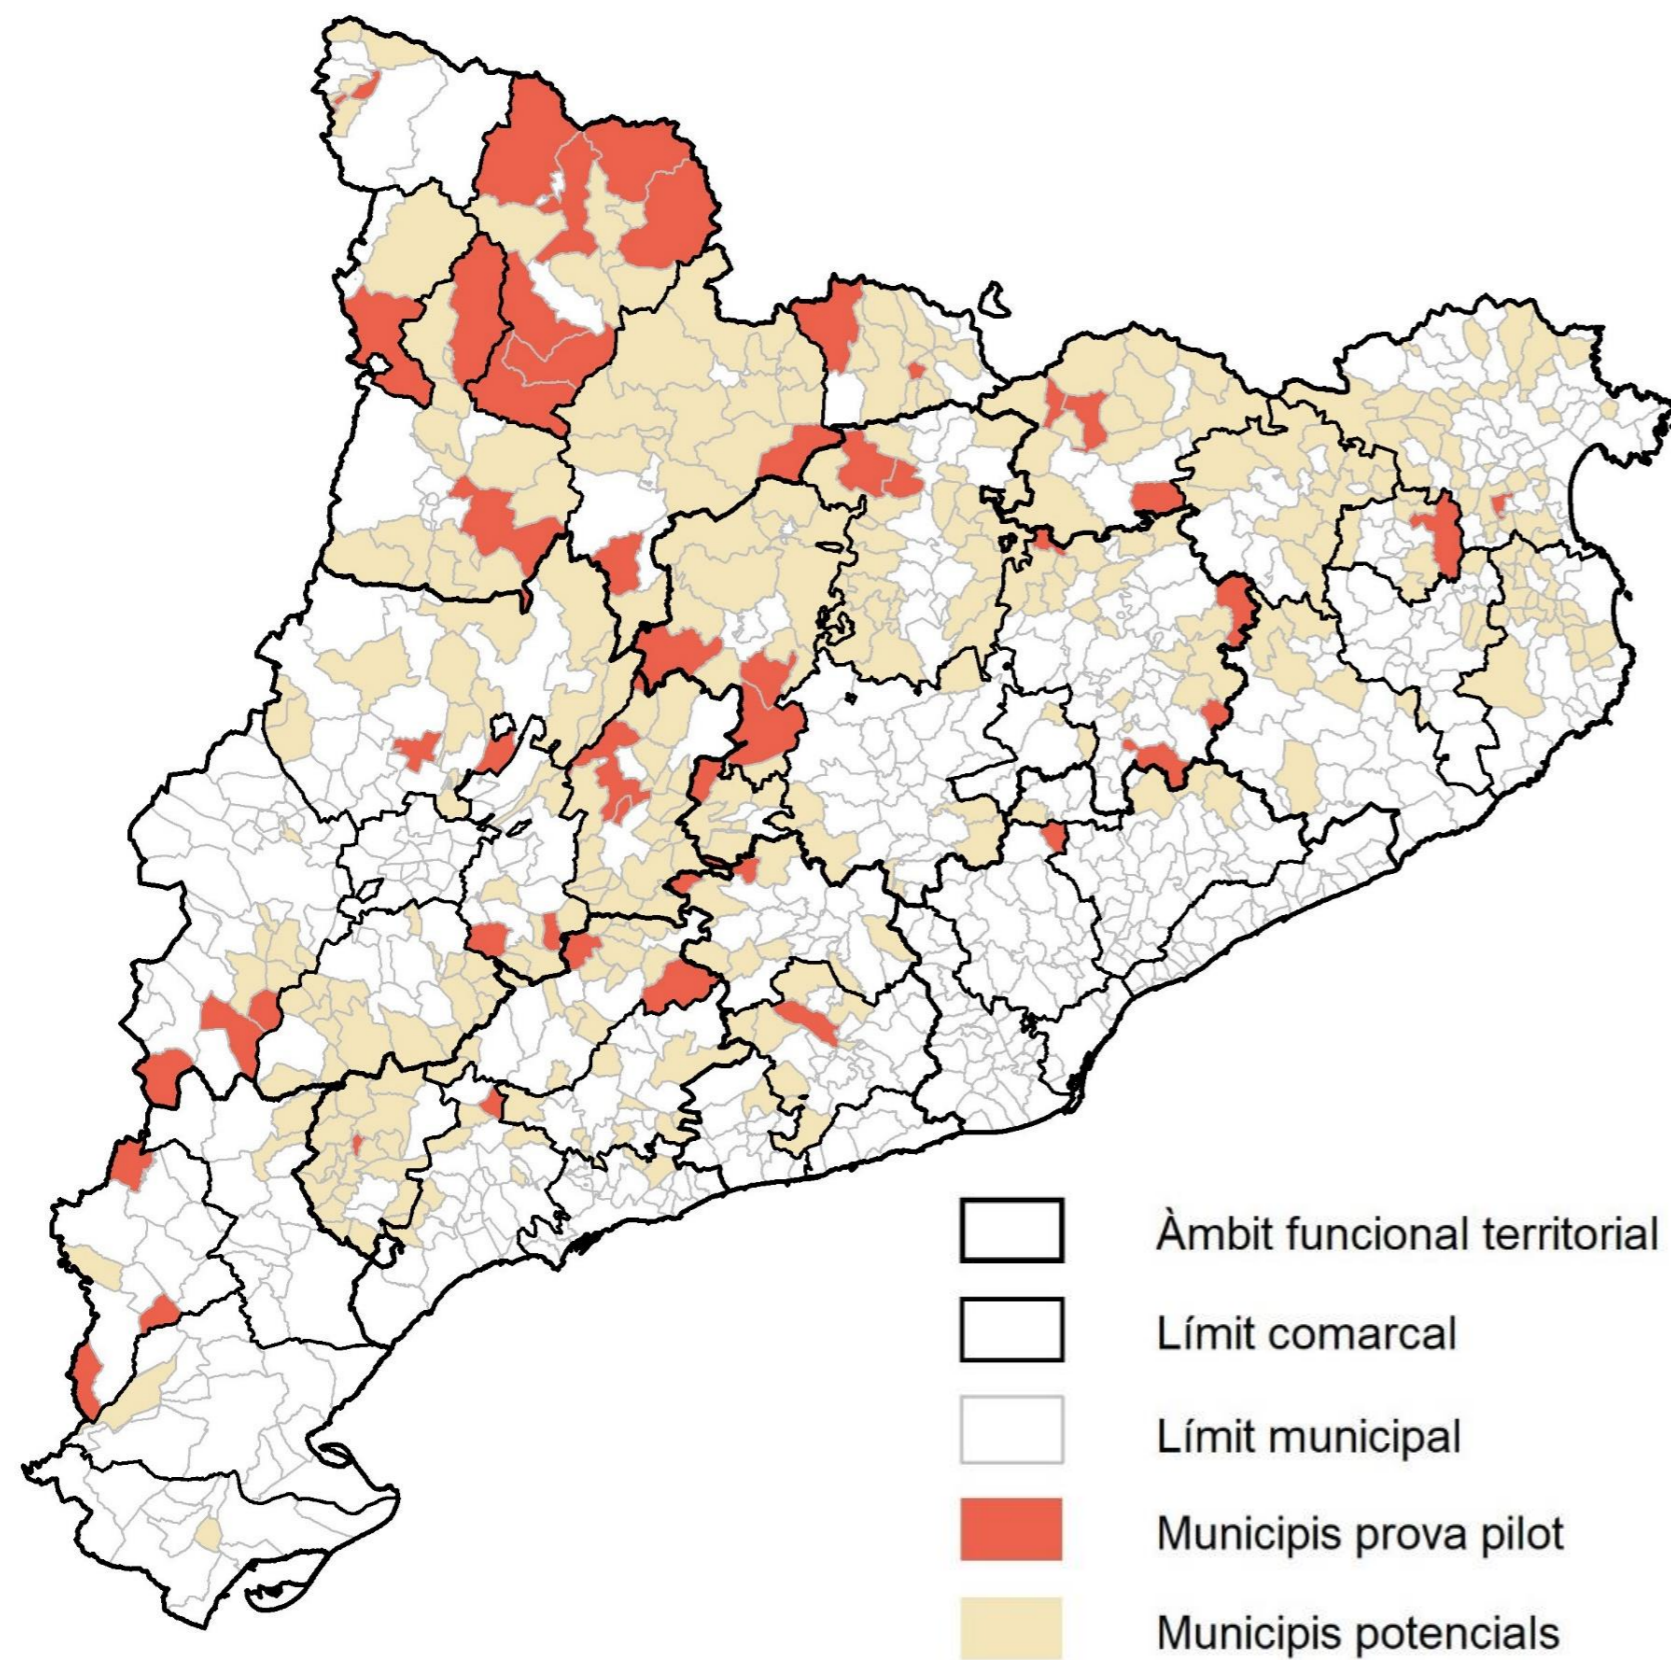 Àmbit funcional territorial
Límit comarcal
Límit municipal
Municipis prova pilot
Municipis potencials